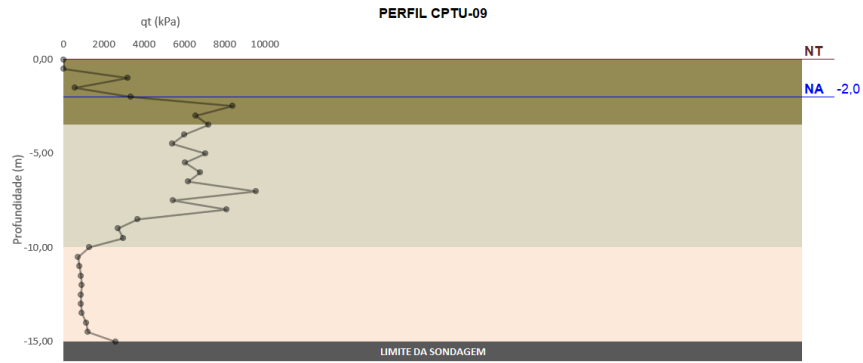 PERFIL CPTU-09
qt (kPa)
0 2000 4000 6000 8000 10000
0,00 NT
NA -2,0
-5,00
Profundidade (m)
-10,00
-15,00
LIMITE DA SONDAGEM